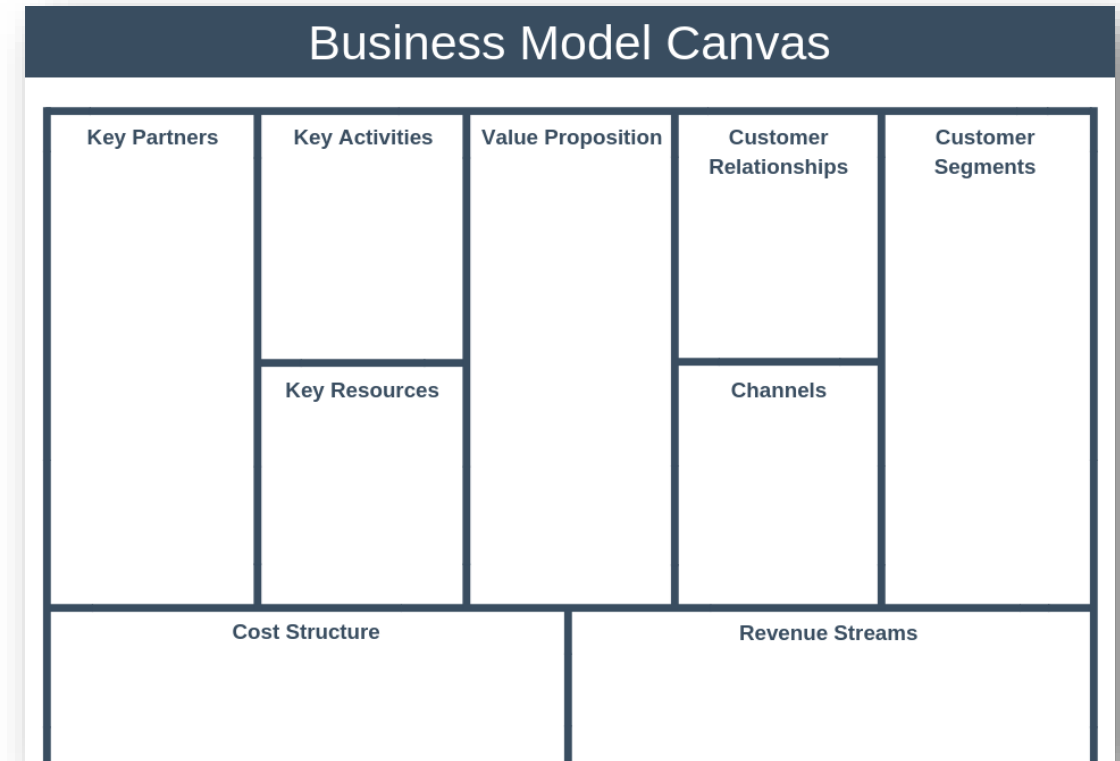 Business Model Canvas
Key Partners
Key Activities
Value Proposition
Customer
Relationships
Customer
Segments
Key Resources
Channels
Cost Structure
Revenue Streams